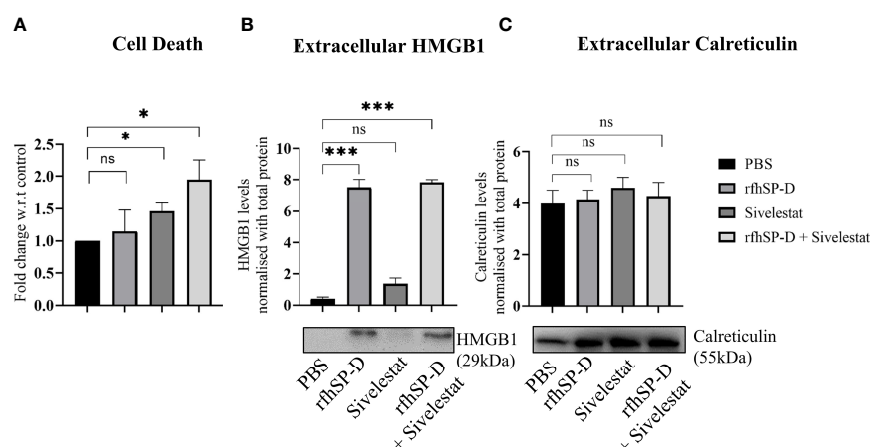 A
Cell Death
Fold change w.r.t control
2.5
2.0
1.5
1.0
0.5
0.0
*
*
ns
B
Extracellular HMGB1
HMGB1 levels
normalised with total protein
10
8
6
4
2
0
***
ns
***
HMGB1
(29kDa)
PBS
rfhSP-D
Sivelestat
rfhSP-D
+ Sivelestat
C
Extracellular Calreticulin
Calreticulin levels
normalised with total protein
6
4
2
0
ns
ns
ns
Calreticulin
(55kDa)
PBS
rfhSP-D
Sivelestat
rfhSP-D
+ Sivelestat
PBS
rfhSP-D
Sivelestat
rfhSP-D + Sivelestat